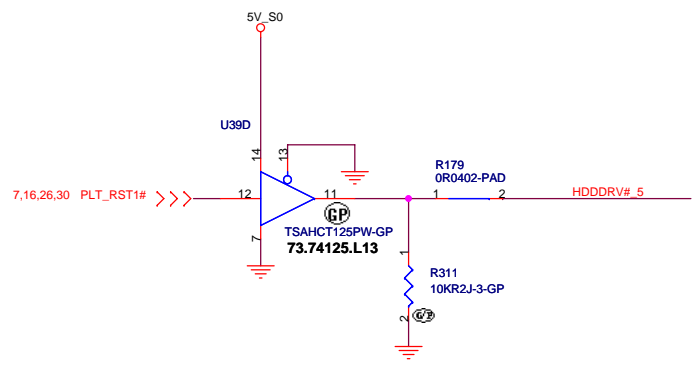 5V_S0
U39D
14
13
R179
0R0402-PAD
7,16,26,30 PLT_RST1#
12
11
1
2
HDDDRV#_5
GP
7
TSAHCT125PW-GP
73.74125.L13
1
R311
10KR2J-3-GP
2
G/P